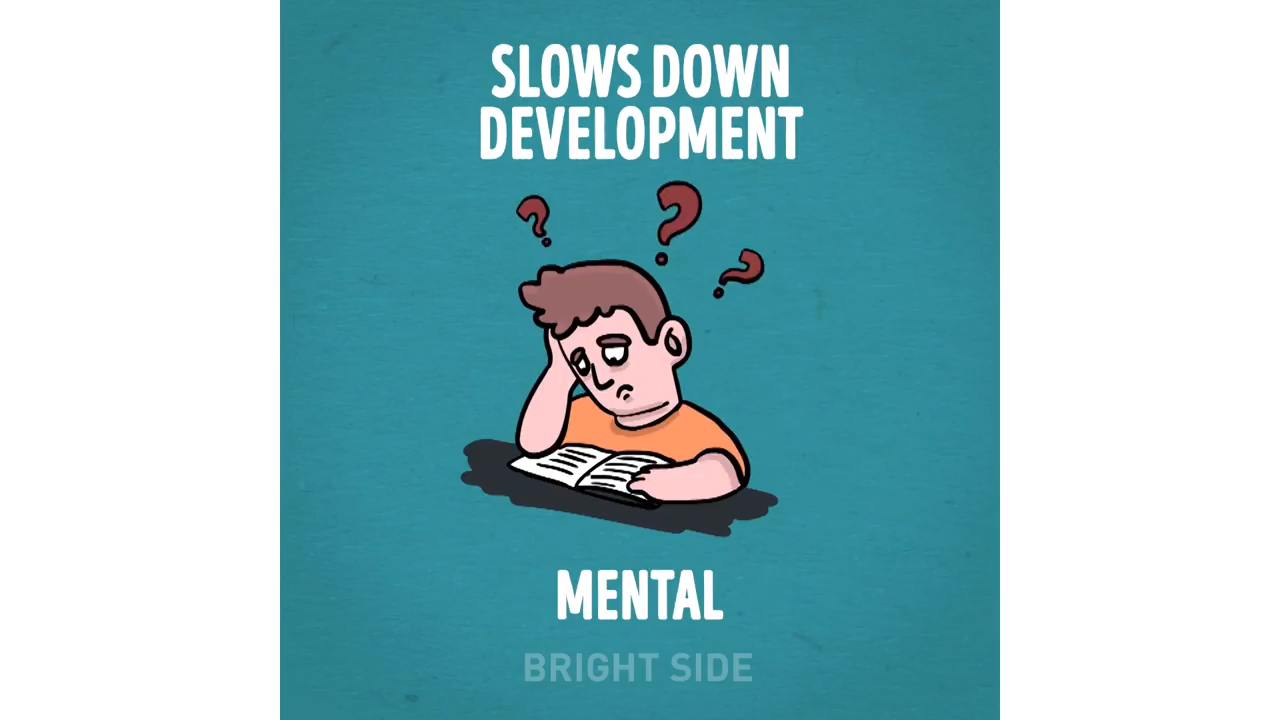 SLOWS DOWN
DEVELOPMENT
? ? ?
MENTAL
BRIGHT SIDE